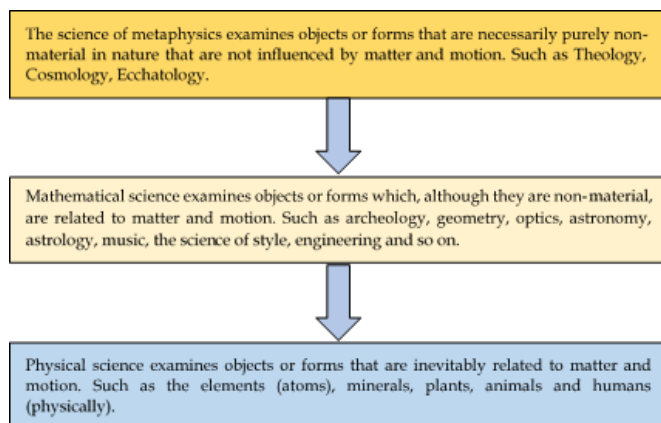 The science of metaphysics examines objects or forms that are necessarily purely non-
material in nature that are not influenced by matter and motion. Such as Theology,
Cosmology, Ecchatology.
Mathematical science examines objects or forms which, although they are non-material,
are related to matter and motion. Such as archeology, geometry, optics, astronomy,
astrology, music, the science of style, engineering and so on.
Physical science examines objects or forms that are inevitably related to matter and
motion. Such as the elements (atoms), minerals, plants, animals and humans
(physically).